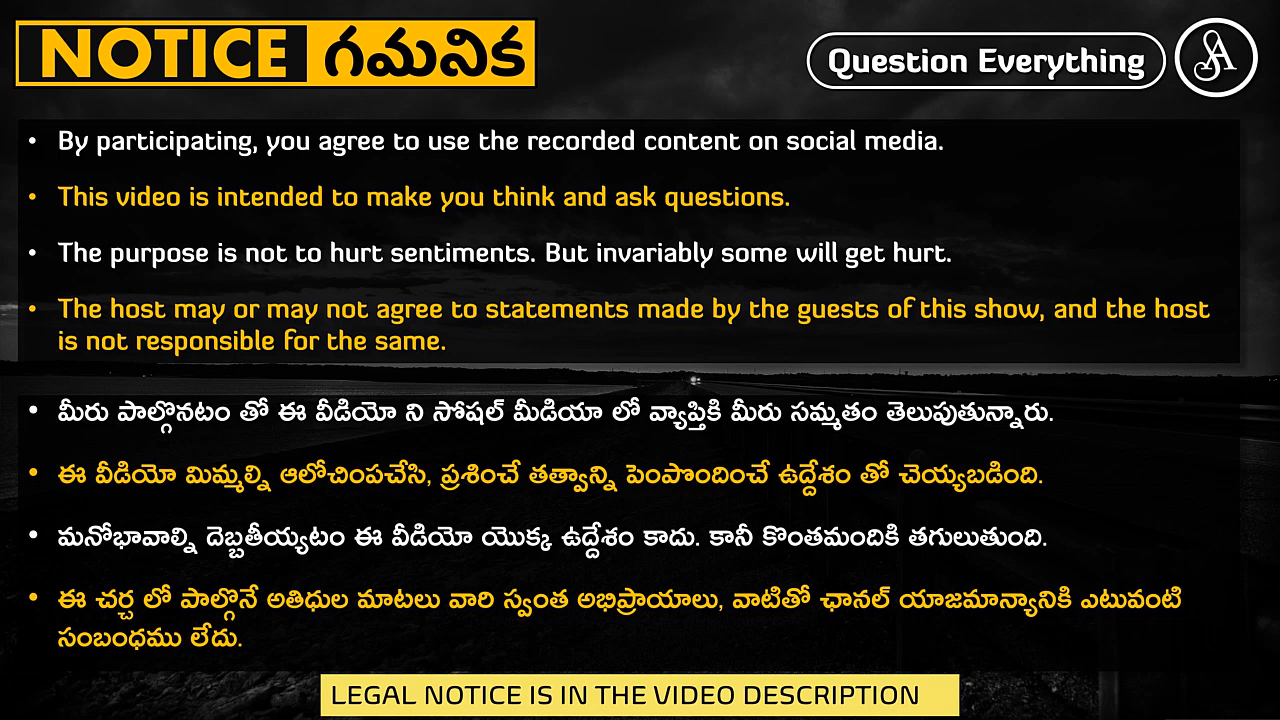 NOTICE గమనిక
Question Everything
• By participating, you agree to use the recorded content on social media.
• This video is intended to make you think and ask questions.
• The purpose is not to hurt sentiments. But invariably some will get hurt.
• The host may or may not agree to statements made by the guests of this show, and the host
is not responsible for the same.
• మీరు పాల్గొనటం తో ఈ వీడియో ని సోషల్ మీడియా లో వ్యాప్తికి మీరు సమ్మతం తెలుపుతున్నారు.
• ఈ వీడియో మిమ్మల్ని ఆలోచింపచేసి, ప్రశించే తత్వాన్ని పెంపొందించే ఉద్దేశం తో చెయ్యబడింది.
• మనోభావాల్ని దెబ్బతీయ్యటం ఈ వీడియో యొక్క ఉద్దేశం కాదు. కానీ కొంతమందికి తగులుతుంది.
• ఈ చర్చ లో పాల్గొనే అతిధుల మాటలు వారి స్వంత అభిప్రాయాలు, వాటితో ఛానల్ యాజమాన్యానికి ఎటువంటి
సంబంధము లేదు.
LEGAL NOTICE IS IN THE VIDEO DESCRIPTION